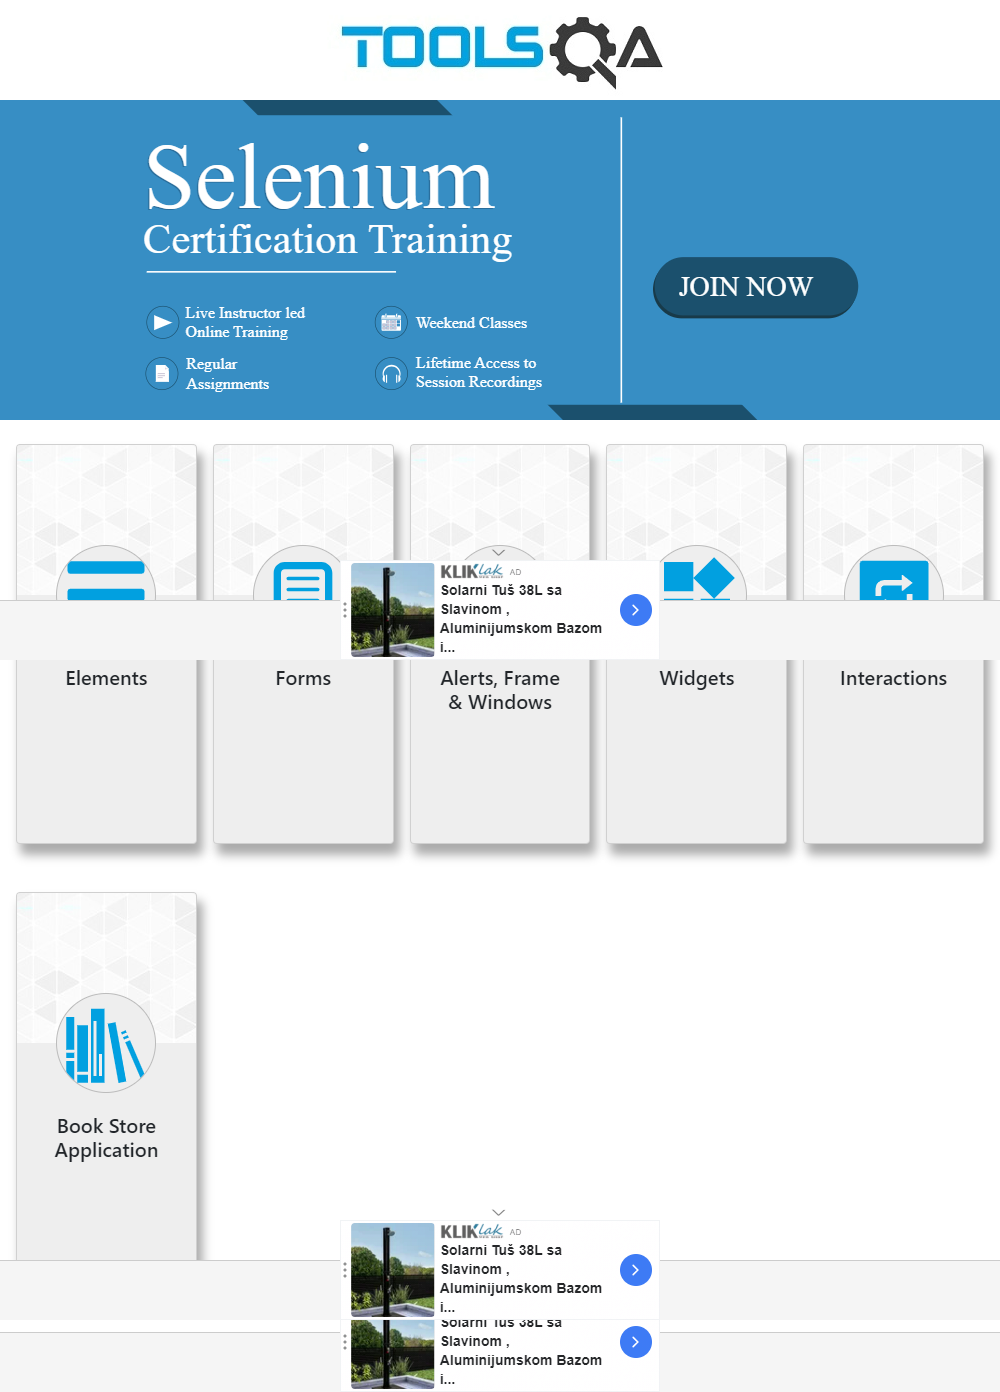 TOOLSQA
Selenium
Certification Training
Live Instructor led
Online Training
Weekend Classes
Regular
Assignments
Lifetime Access to
Session Recordings
JOIN NOW
KLIKlak AD
Solarni Tuš 38L sa
Slavinom ,
Aluminijumskom Bazom
i...
Elements
Forms
Alerts, Frame
& Windows
Widgets
Interactions
Book Store
Application
KLIKlak AD
Solarni Tuš 38L sa
Slavinom ,
Aluminijumskom Bazom
i...
Solarni Tuš 38L sa
Slavinom ,
Aluminijumskom Bazom
i...